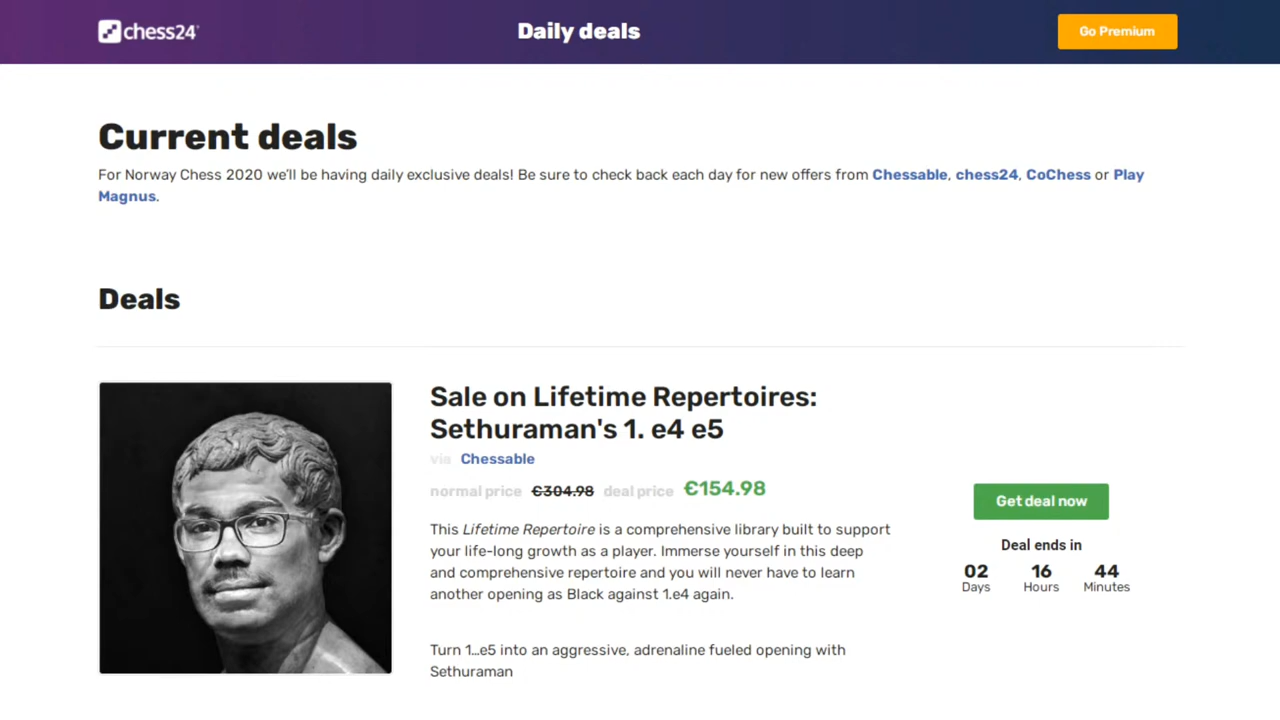 chess24
Daily deals
Go Premium
Current deals
For Norway Chess 2020 we'll be having daily exclusive deals! Be sure to check back each day for new offers from Chessable, chess24, CoChess or Play
Magnus.
Deals
Sale on Lifetime Repertoires:
Sethuraman's 1. e4 e5
via Chessable
normal price €304.98 deal price €154.98
This Lifetime Repertoire is a comprehensive library built to support
your life-long growth as a player. Immerse yourself in this deep
and comprehensive repertoire and you will never have to learn
another opening as Black against 1.e4 again.
Turn 1...e5 into an aggressive, adrenaline fueled opening with
Sethuraman
Get deal now
Deal ends in
02 16 44
Days Hours Minutes